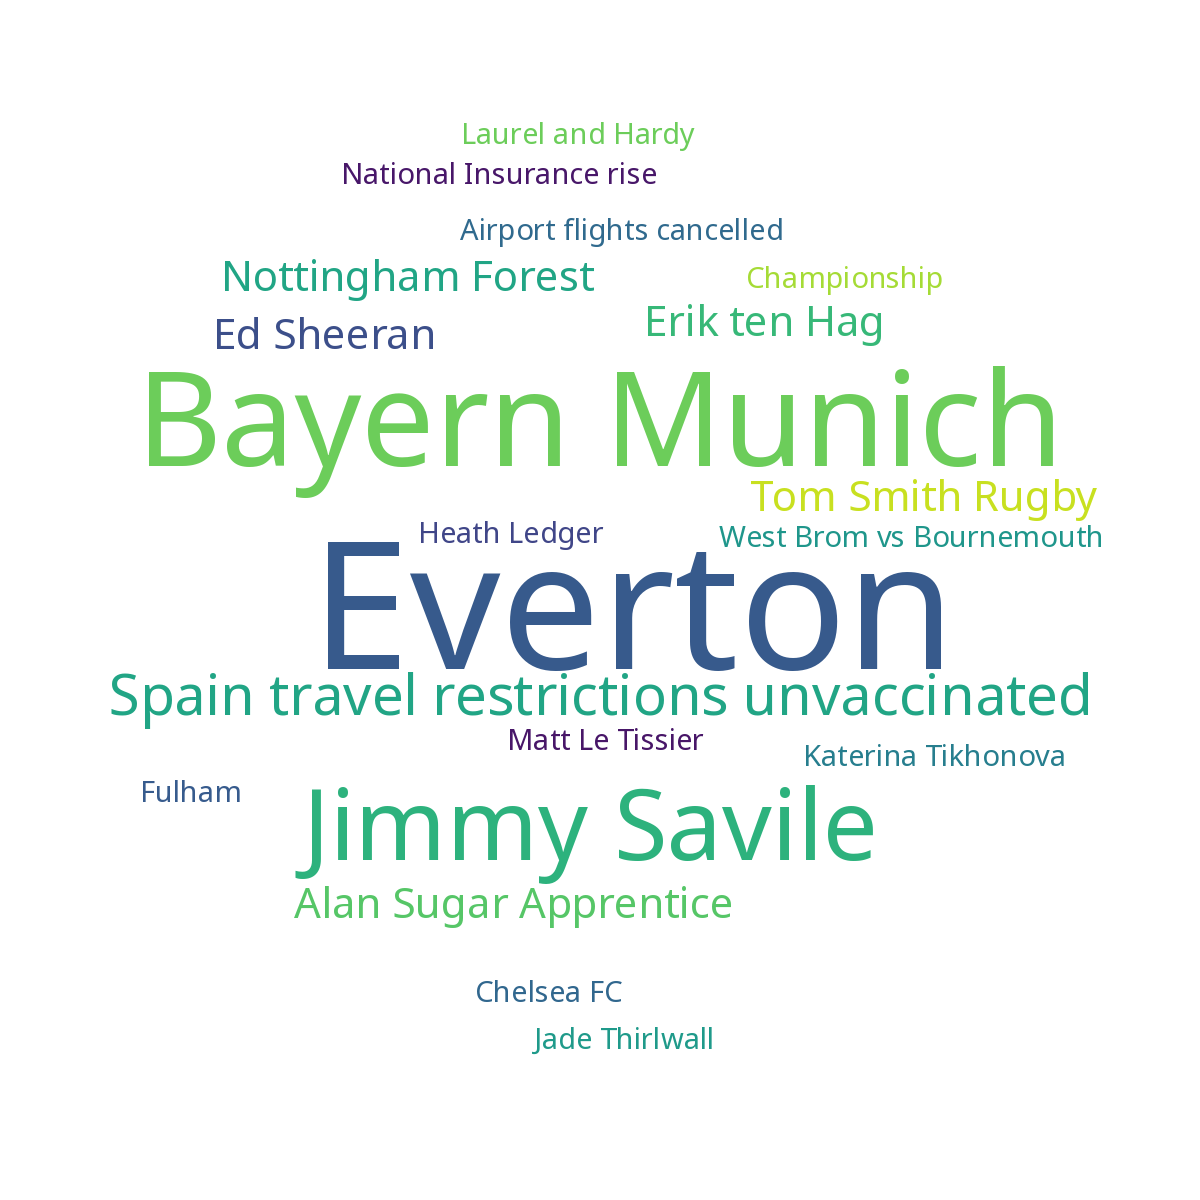 Laurel and Hardy
National Insurance rise
Airport flights cancelled
Nottingham Forest
Championship
Erik ten Hag
Ed Sheeran
Bayern Munich
Tom Smith Rugby
Heath Ledger
West Brom vs Bournemouth
Everton
Spain travel restrictions unvaccinated
Matt Le Tissier
Katerina Tikhonova
Fulham
Jimmy Savile
Alan Sugar Apprentice
Chelsea FC
Jade Thirlwall